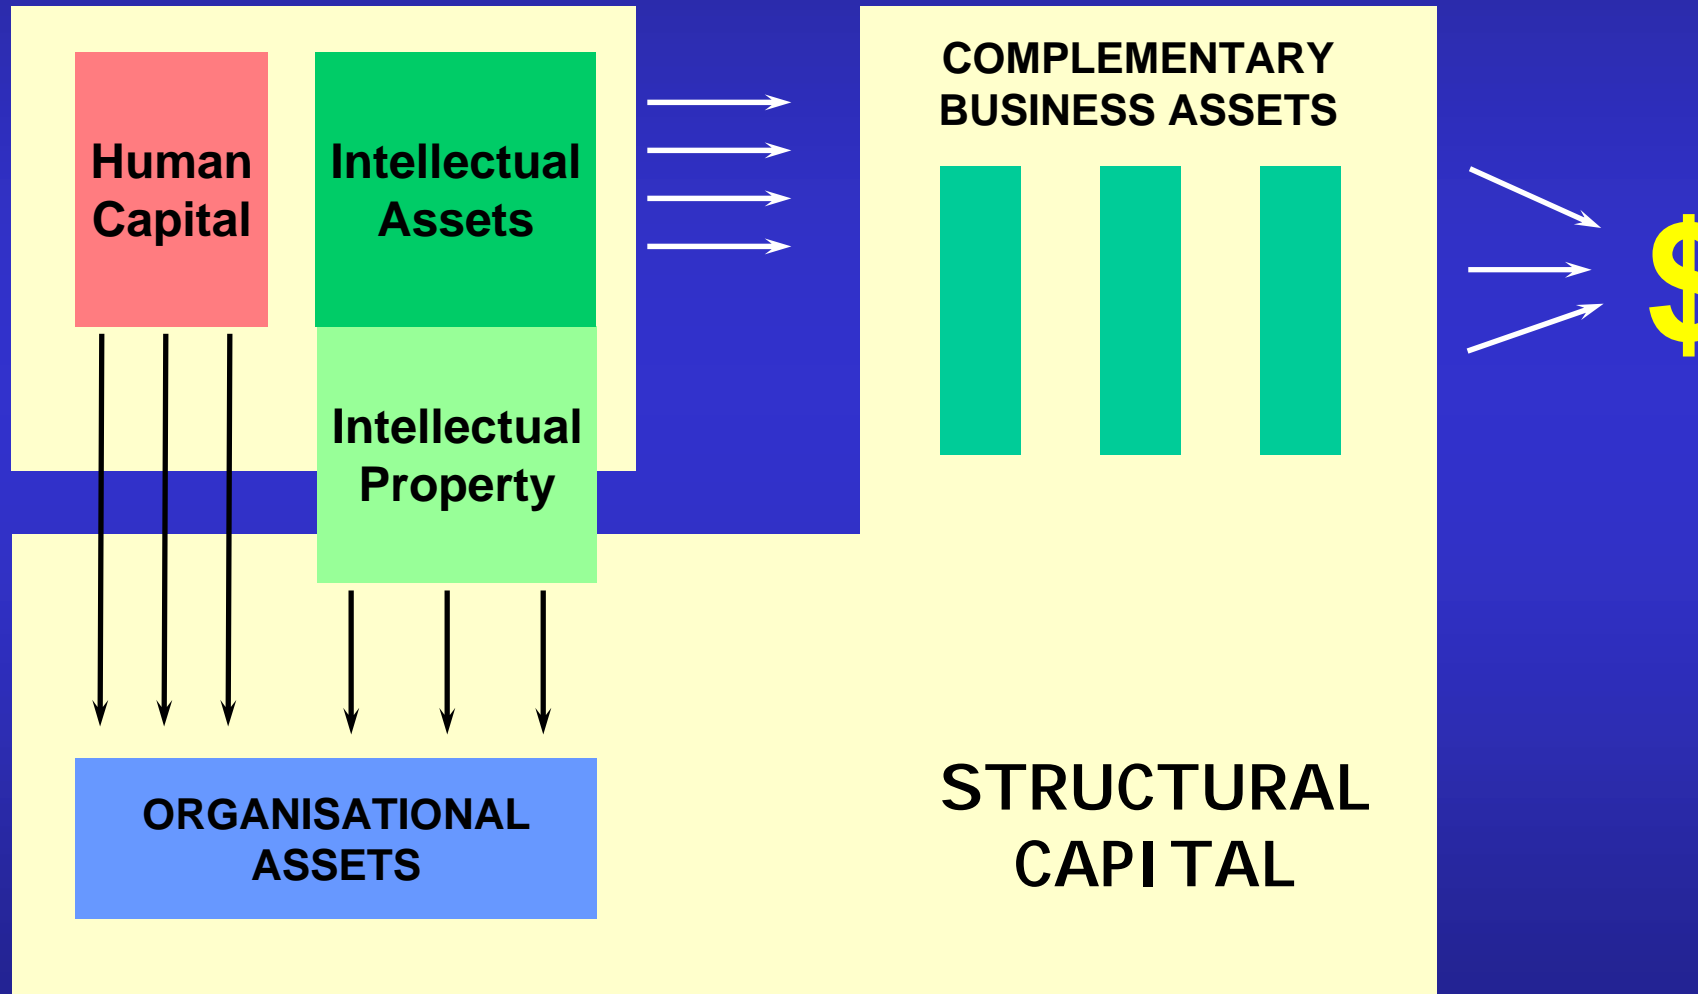 Human
Capital
Intellectual
Assets
Intellectual
Property
COMPLEMENTARY
BUSINESS ASSETS
$
ORGANISATIONAL
ASSETS
STRUCTURAL
CAPITAL